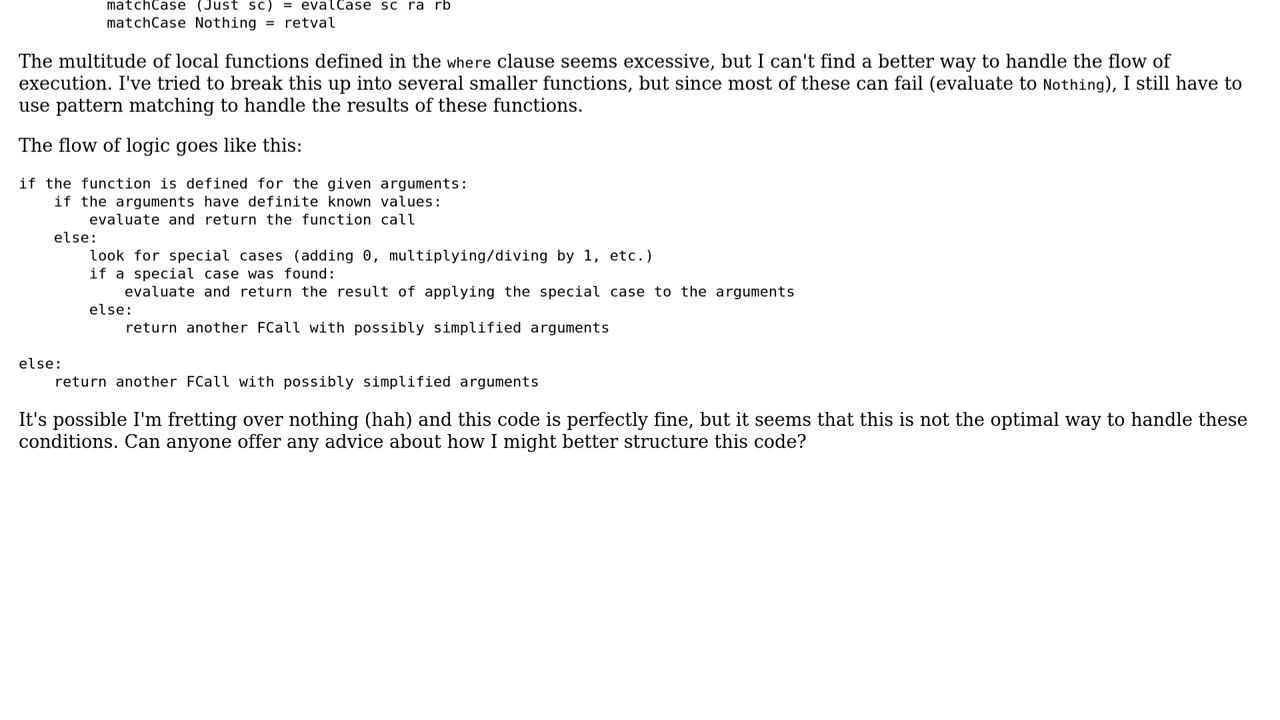 matchCase (Just sc) = evalCase sc ra rb
matchCase Nothing = retval
The multitude of local functions defined in the where clause seems excessive, but I can't find a better way to handle the flow of
execution. I've tried to break this up into several smaller functions, but since most of these can fail (evaluate to Nothing), I still have to
use pattern matching to handle the results of these functions.
The flow of logic goes like this:
if the function is defined for the given arguments:
    if the arguments have definite known values:
        evaluate and return the function call
    else:
        look for special cases (adding 0, multiplying/diving by 1, etc.)
        if a special case was found:
            evaluate and return the result of applying the special case to the arguments
        else:
            return another FCall with possibly simplified arguments
else:
    return another FCall with possibly simplified arguments
It's possible I'm fretting over nothing (hah) and this code is perfectly fine, but it seems that this is not the optimal way to handle these
conditions. Can anyone offer any advice about how I might better structure this code?